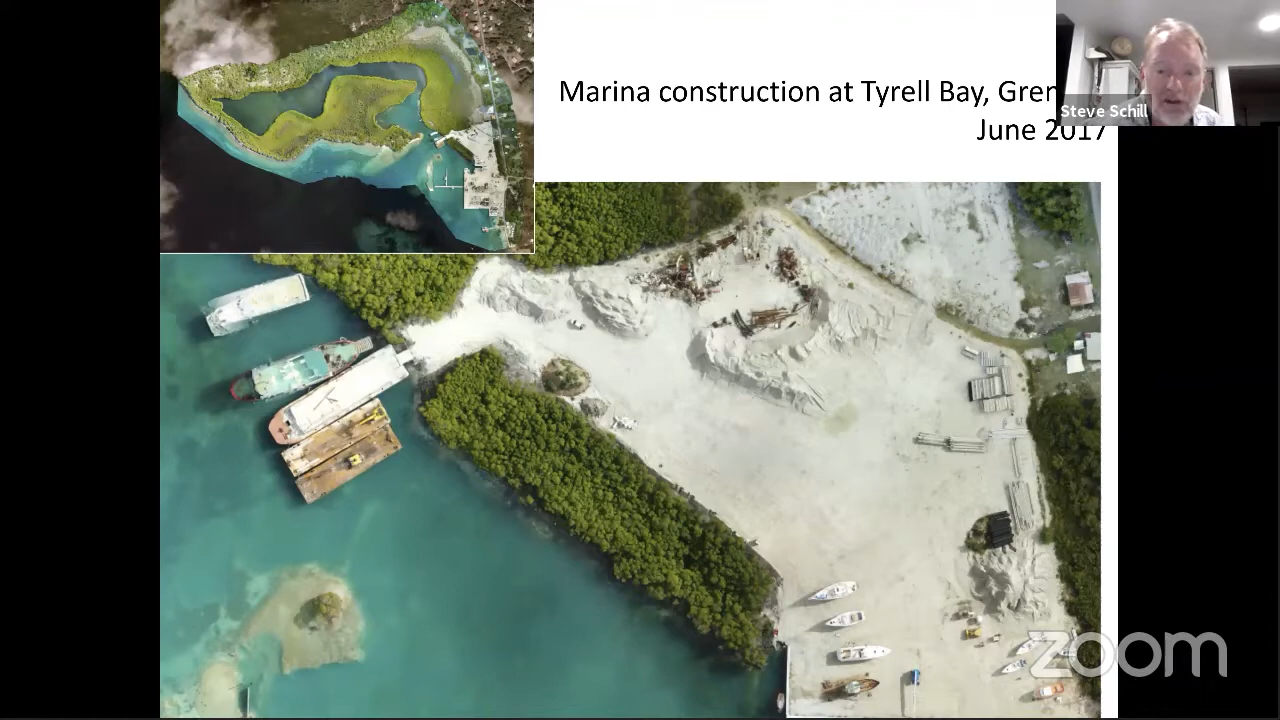 Marina construction at Tyrell Bay, Gren
June 2017
Steve Schill
zoom